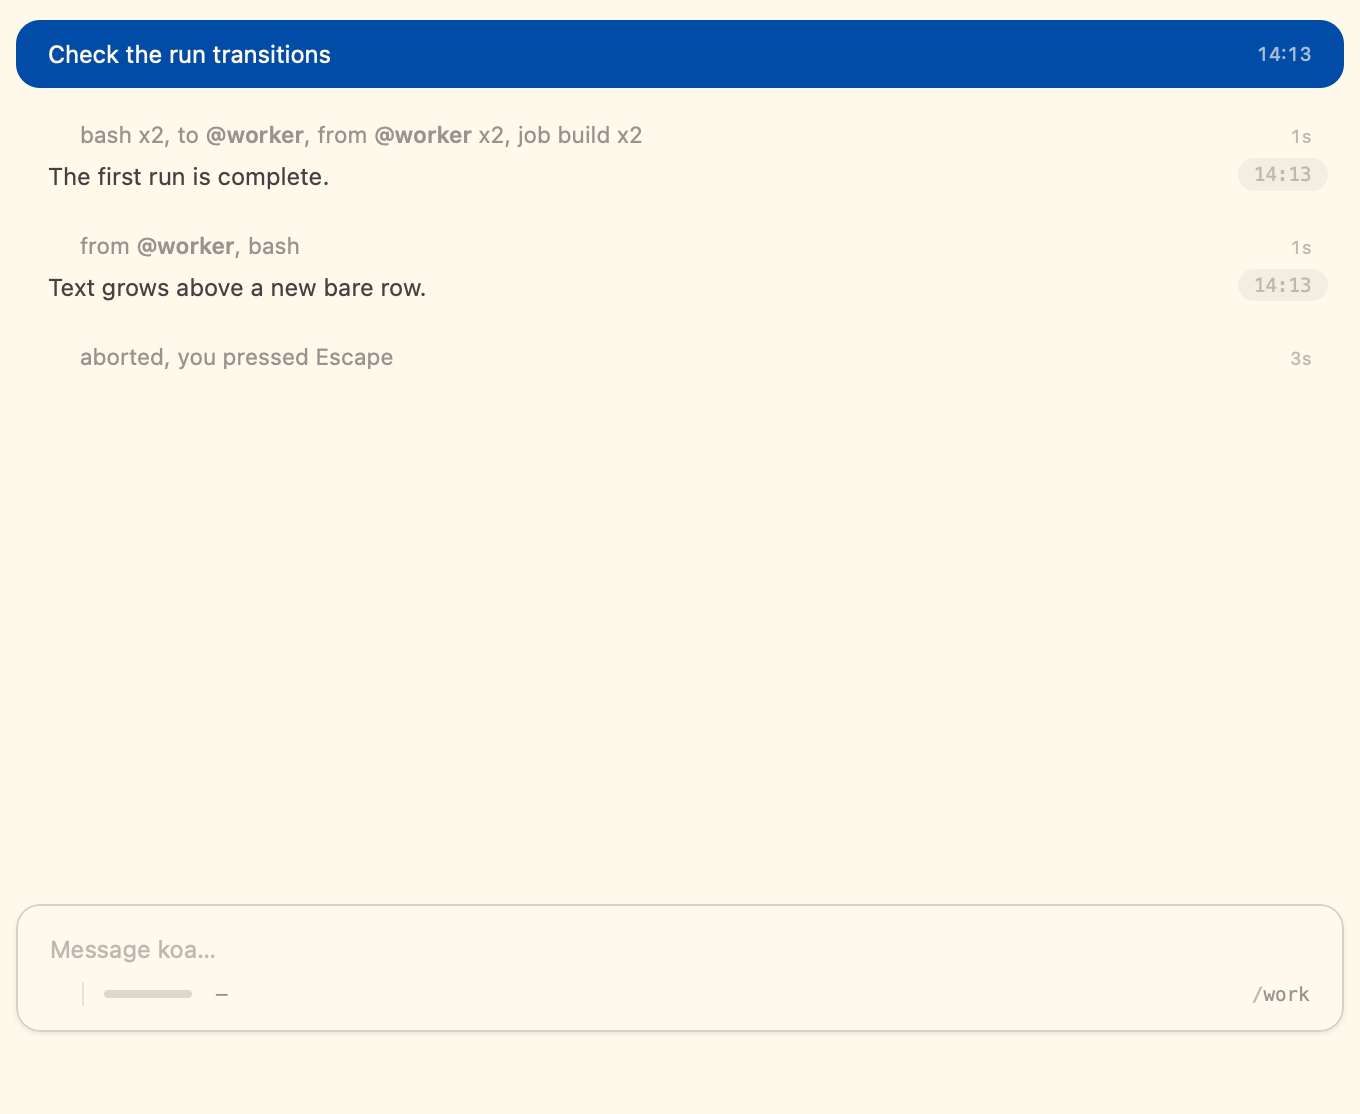 Check the run transitions 14:13
bash x2, to @worker, from @worker x2, job build x2 1s
The first run is complete. 14:13
from @worker, bash 1s
Text grows above a new bare row. 14:13
aborted, you pressed Escape 3s
Message koa...
– /work